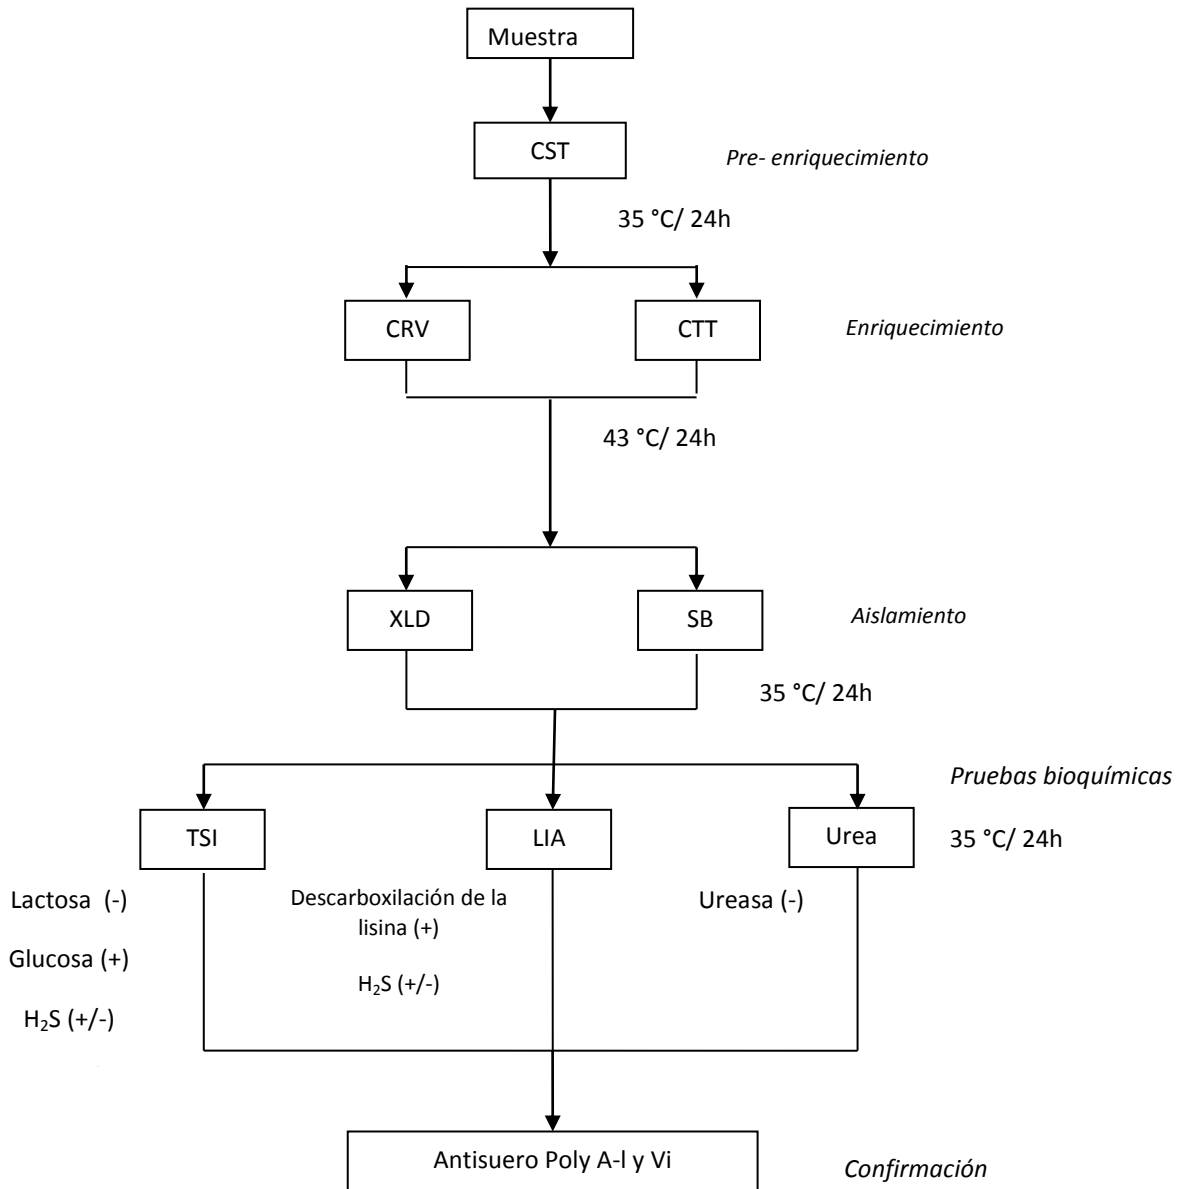 Muestra
CST
Pre- enriquecimiento
35 °C/ 24h
CRV
CTT
Enriquecimiento
43 °C/ 24h
XLD
SB
Aislamiento
35 °C/ 24h
Pruebas bioquímicas
TSI
LIA
Urea
35 °C/ 24h
Lactosa (-)
Glucosa (+)
H₂S (+/-)
Descarboxilación de la
lisina (+)
H₂S (+/-)
Ureasa (-)
Antisuero Poly A-l y Vi
Confirmación